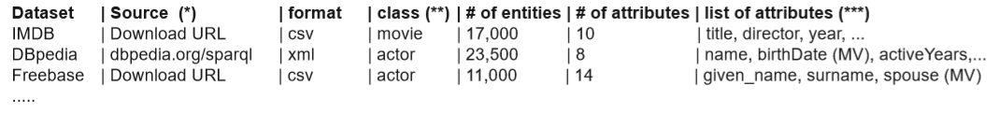 Dataset | Source (*) | format | class (**) | # of entities | # of attributes | list of attributes (***)
IMDB | Download URL | csv | movie | 17,000 | 10 | title, director, year, ...
DBpedia | dbpedia.org/sparql | xml | actor | 23,500 | 8 | name, birthDate (MV), activeYears,...
Freebase | Download URL | csv | actor | 11,000 | 14 | given_name, surname, spouse (MV)
.....